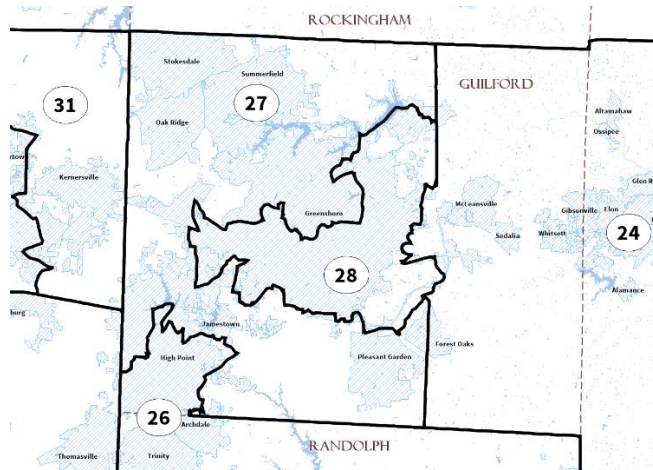 ROCKINGHAM
Stokesdale
Summerfield
GUILFORD
31
27
Oak Ridge
Altamahaw
Ossipee
Kernersville
Glen R
McLeansville
Gibsonville
Elon
Greensboro
Sedalia
Whitsett
24
28
Alamance
burg
Jamestown
Forest Oaks
High Point
Pleasant Garden
26
Archdale
RANDOLPH
Thomasville
Trinity